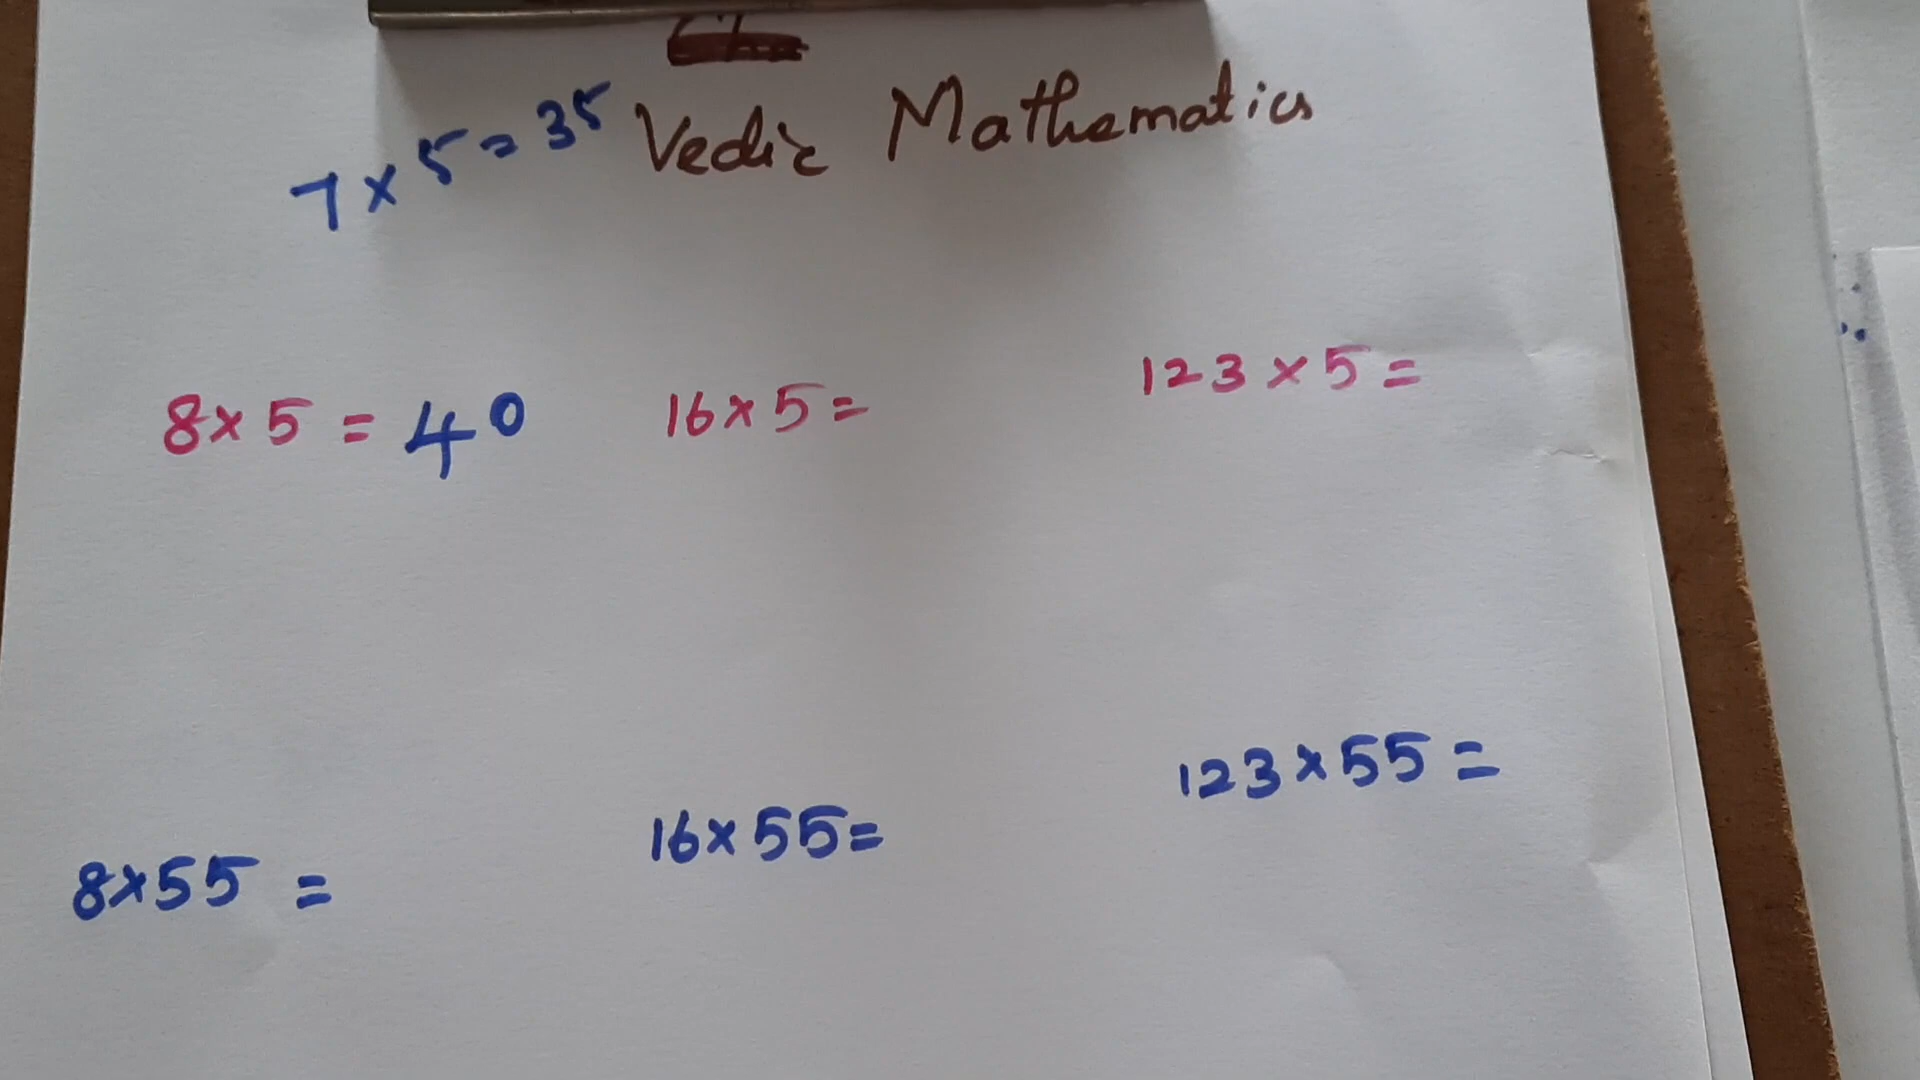 7 x 5 = 35 Vedic Mathematics
8 x 5 = 40 16 x 5 = 123 x 5 =
8 x 55 = 16 x 55 = 123 x 55 =